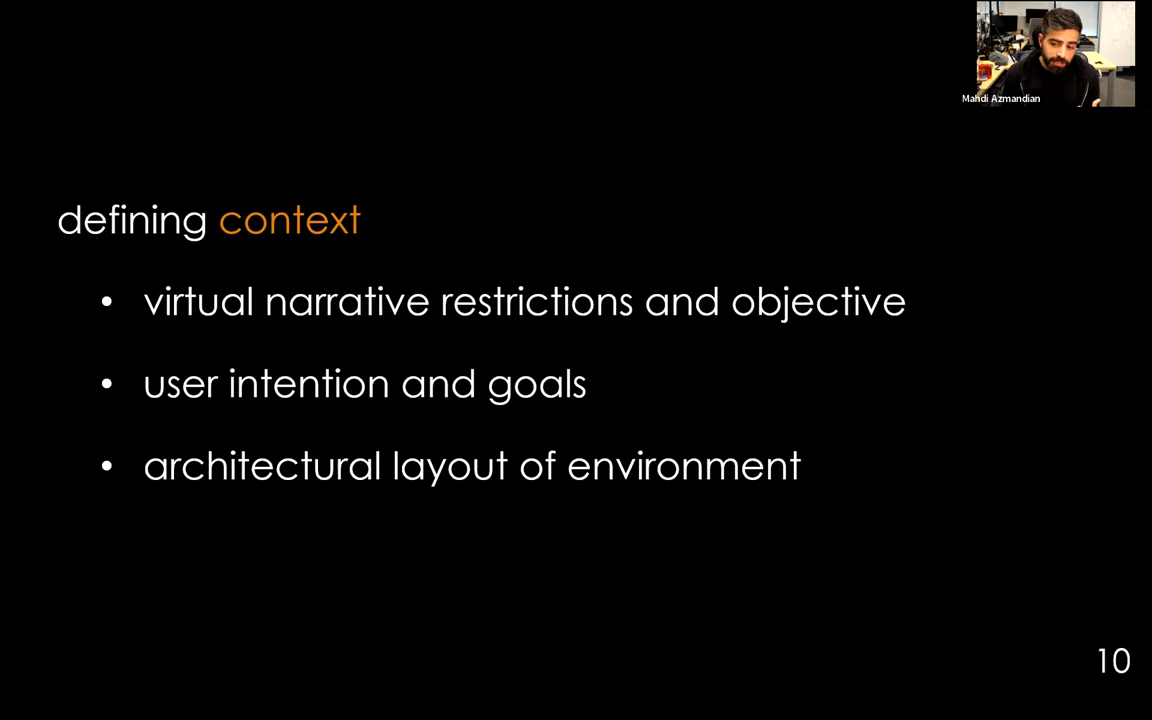 Mahdi Azmandian
defining context
• virtual narrative restrictions and objective
• user intention and goals
• architectural layout of environment
10